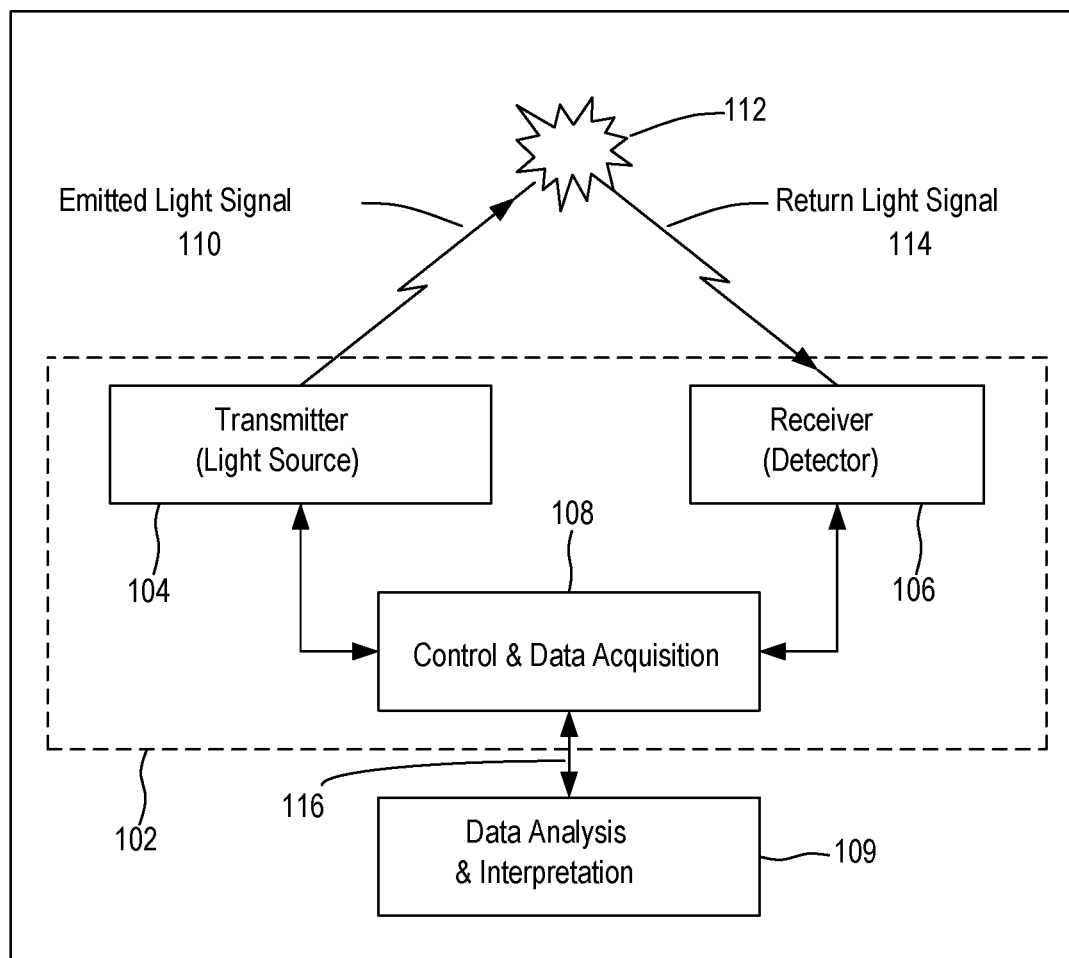 112
Emitted Light Signal
110
Return Light Signal
114
Transmitter
(Light Source)
Receiver
(Detector)
104
108
106
Control & Data Acquisition
116
102
Data Analysis
& Interpretation
109